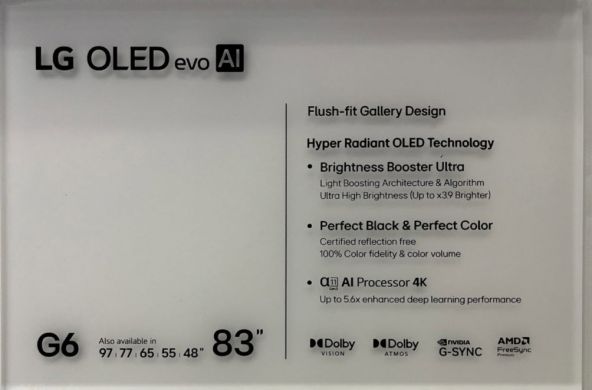 LG OLED evo AI
Flush-fit Gallery Design
Hyper Radiant OLED Technology
• Brightness Booster Ultra
Light Boosting Architecture & Algorithm
Ultra High Brightness (Up to x3.9 Brighter)
• Perfect Black & Perfect Color
Certified reflection free
100% Color fidelity & color volume
• α11 AI Processor 4K
Up to 5.6x enhanced deep learning performance
G6
Also available in
97 | 77 | 65 | 55 | 48"
83"
Dolby VISION
Dolby ATMOS
NVIDIA G-SYNC
AMD FreeSync Premium